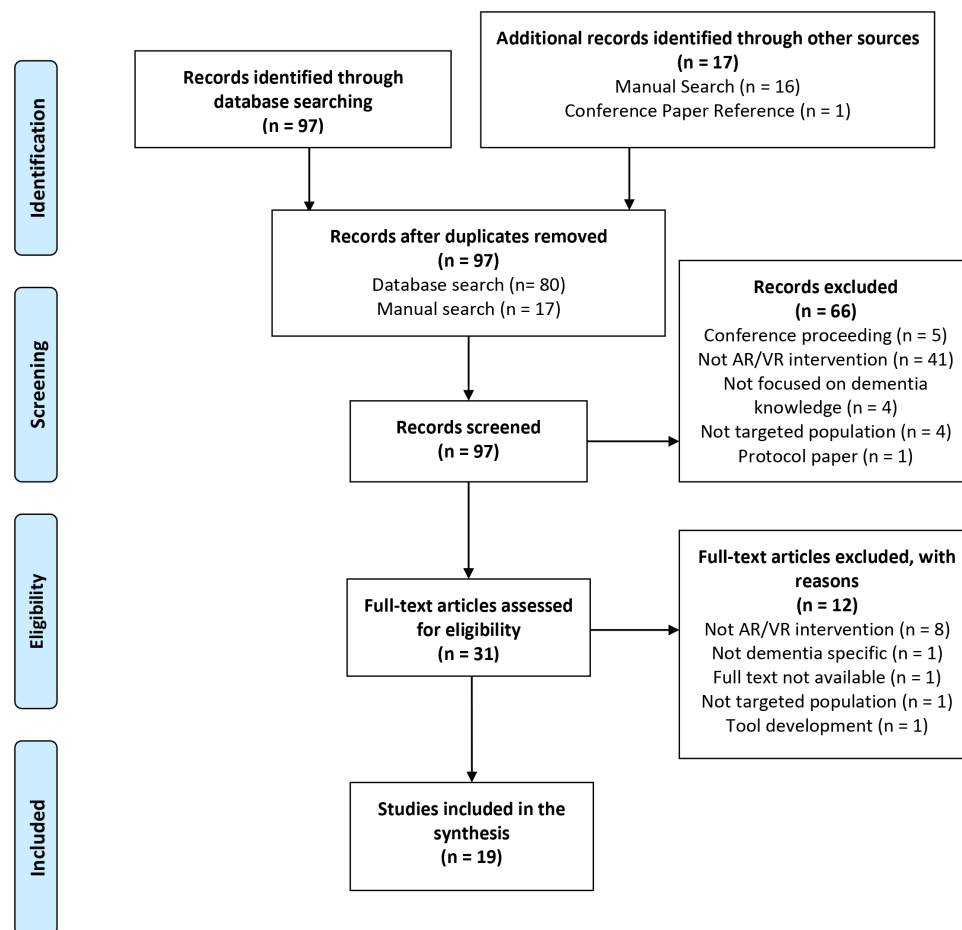 Identification
Records identified through
database searching
(n = 97)
Additional records identified through other sources
(n = 17)
Manual Search (n = 16)
Conference Paper Reference (n = 1)
Records after duplicates removed
(n = 97)
Database search (n= 80)
Manual search (n = 17)
Screening
Records screened
(n = 97)
Records excluded
(n = 66)
Conference proceeding (n = 5)
Not AR/VR intervention (n = 41)
Not focused on dementia
knowledge (n = 4)
Not targeted population (n = 4)
Protocol paper (n = 1)
Eligibility
Full-text articles assessed
for eligibility
(n = 31)
Full-text articles excluded, with
reasons
(n = 12)
Not AR/VR intervention (n = 8)
Not dementia specific (n = 1)
Full text not available (n = 1)
Not targeted population (n = 1)
Tool development (n = 1)
Included
Studies included in the
synthesis
(n = 19)